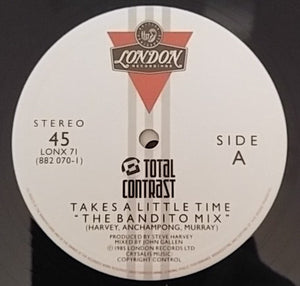 LONDON
RECORDINGS
STEREO
45
LONX 71
(882 070-1)
SIDE
A
TOTAL
CONTRAST
TAKES A LITTLE TIME
"THE BANDITO MIX"
(HARVEY, ANCHAMPONG, MURRAY)
PRODUCED BY STEVE HARVEY
MIXED BY JOHN GALLEN
℗ 1985 LONDON RECORDS LTD
CRYSALIS MUSIC/
COPYRIGHT CONTROL